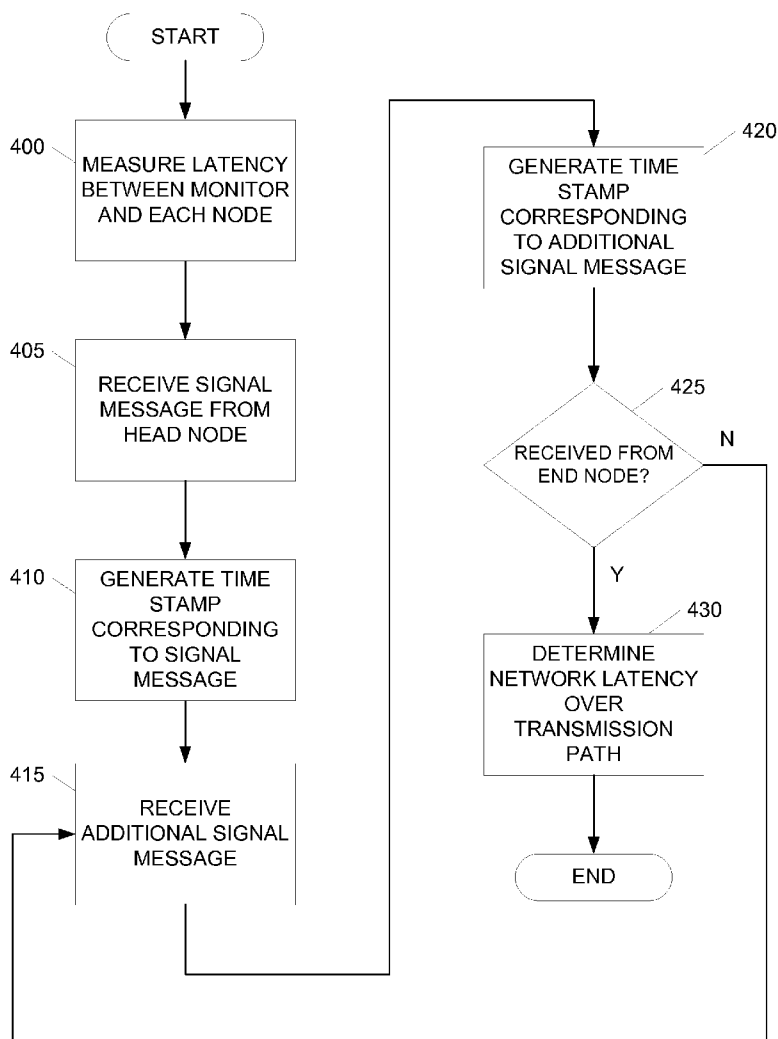 START
400
MEASURE LATENCY
BETWEEN MONITOR
AND EACH NODE
405
RECEIVE SIGNAL
MESSAGE FROM
HEAD NODE
410
GENERATE TIME
STAMP
CORRESPONDING
TO SIGNAL
MESSAGE
415
RECEIVE
ADDITIONAL SIGNAL
MESSAGE
420
GENERATE TIME
STAMP
CORRESPONDING
TO ADDITIONAL
SIGNAL MESSAGE
425
RECEIVED FROM
END NODE?
N
Y
430
DETERMINE
NETWORK LATENCY
OVER
TRANSMISSION
PATH
END